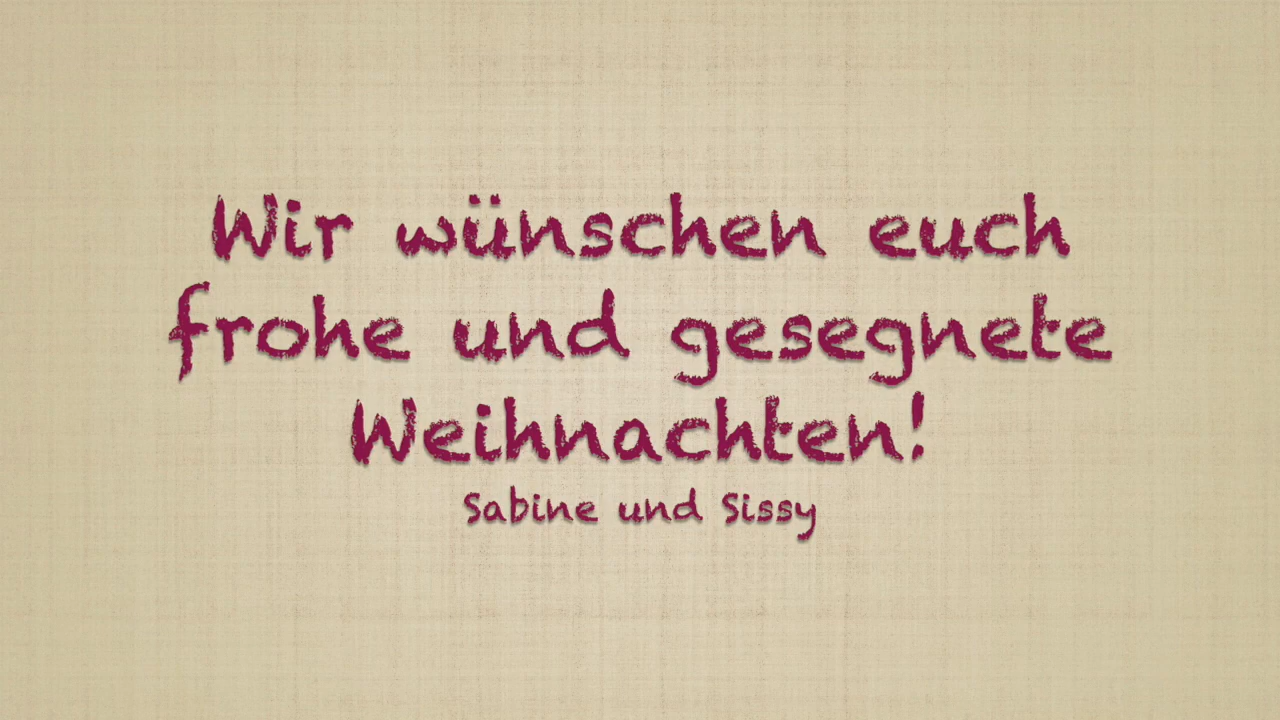 Wir wünschen euch
frohe und gesegnete
Weihnachten!
Sabine und Sissy